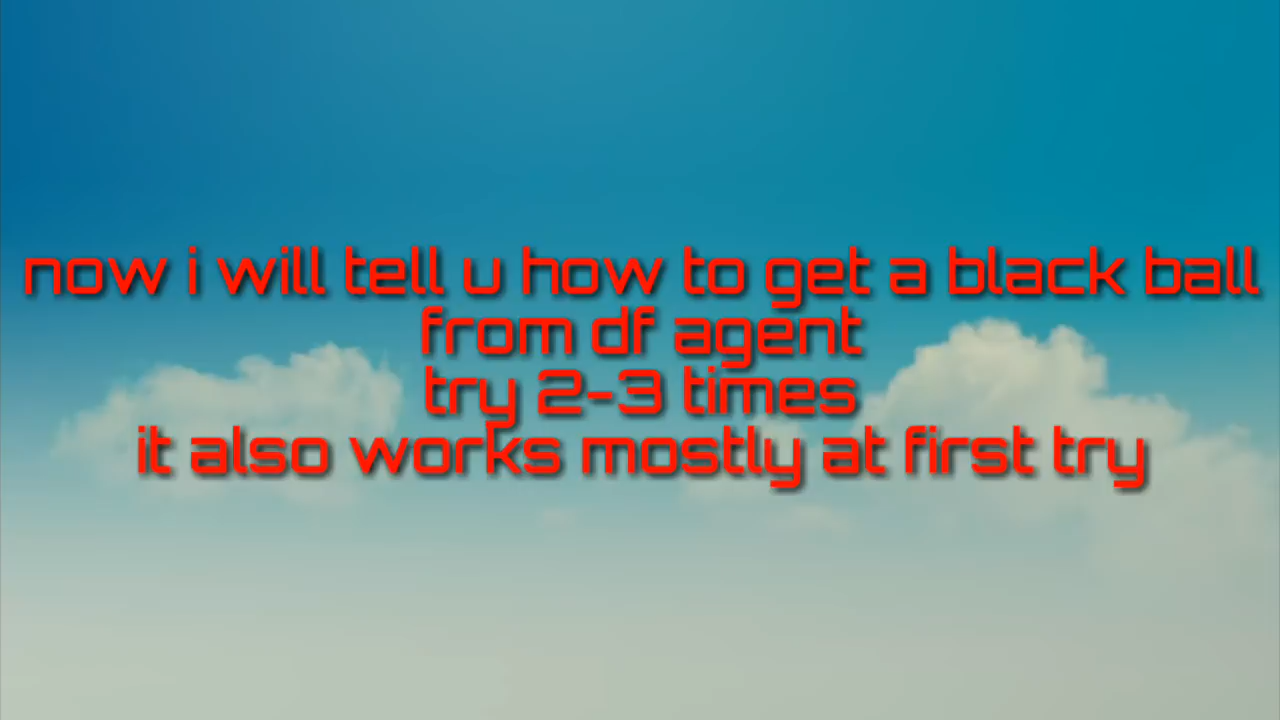 now i will tell u how to get a black ball
from df agent
try 2-3 times
it also works mostly at first try